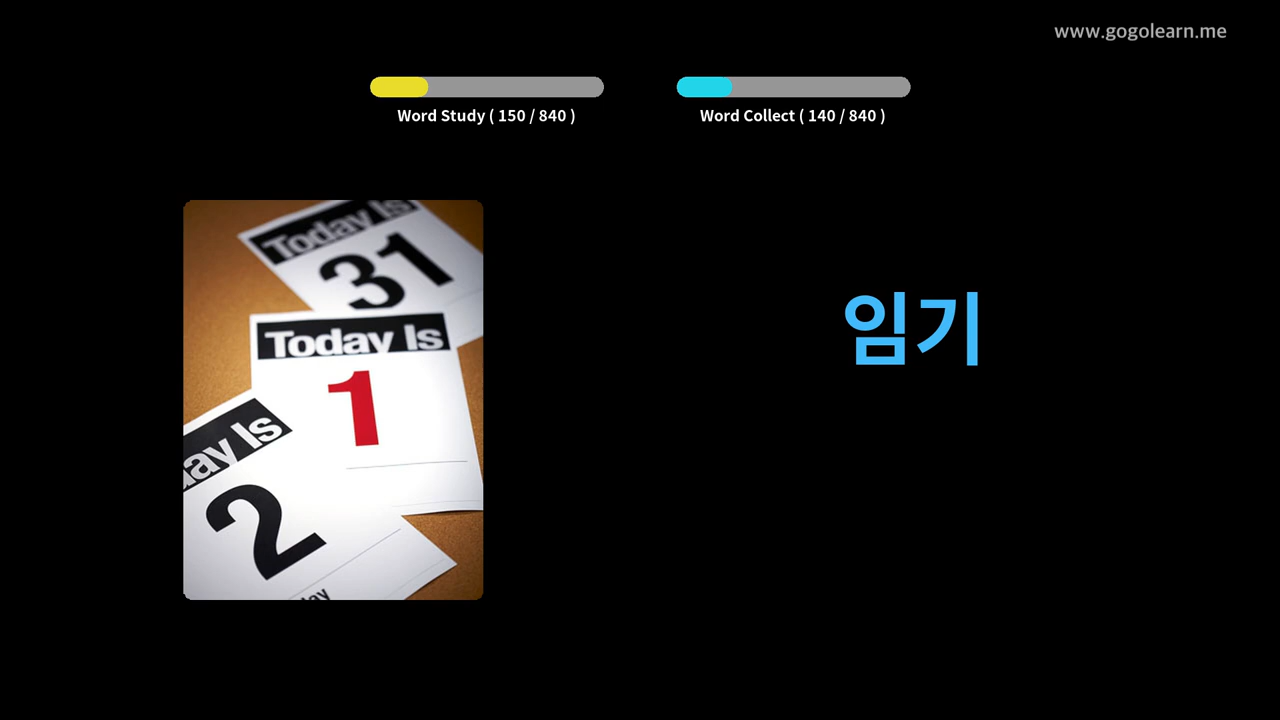 www.gogolearn.me
Word Study ( 150 / 840 )
Word Collect ( 140 / 840 )
Today Is
31
Today Is
1
ay Is
2
임기